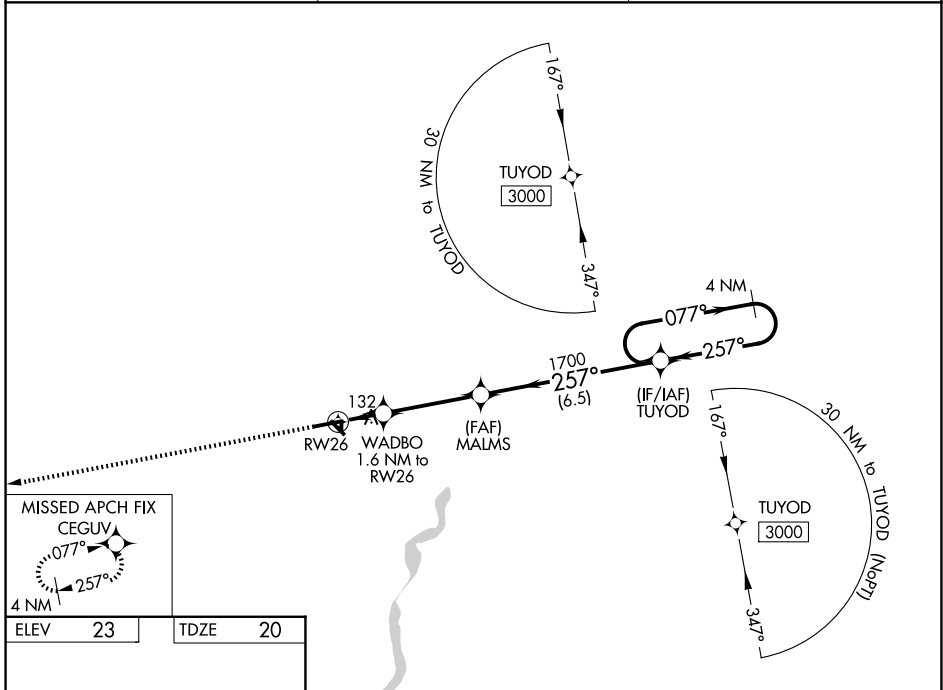 167°
30 NM to TUYOD
TUYOD
3000
347°
4 NM
077°
257°
1700
257°
(6.5)
(IF/IAF)
TUYOD
132
(FAF)
MALMS
RW26
WADBO
1.6 NM to
RW26
167°
30 NM to TUYOD (NoPT)
TUYOD
3000
347°
MISSED APCH FIX
CEGUV
077°
257°
4 NM
ELEV 23
TDZE 20